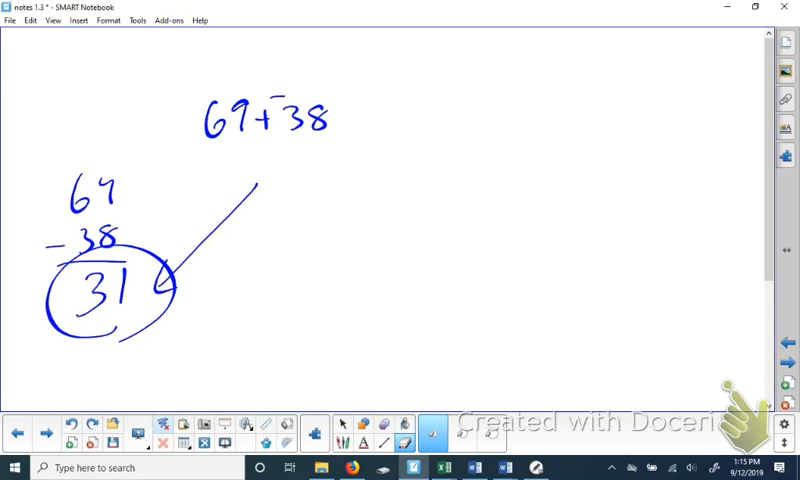 notes 1.3 * - SMART Notebook
File Edit View Insert Format Tools Add-ons Help
69 + ⁻38
69
- 38
31
Created with Doceri
Type here to search
1:15 PM
9/12/2019